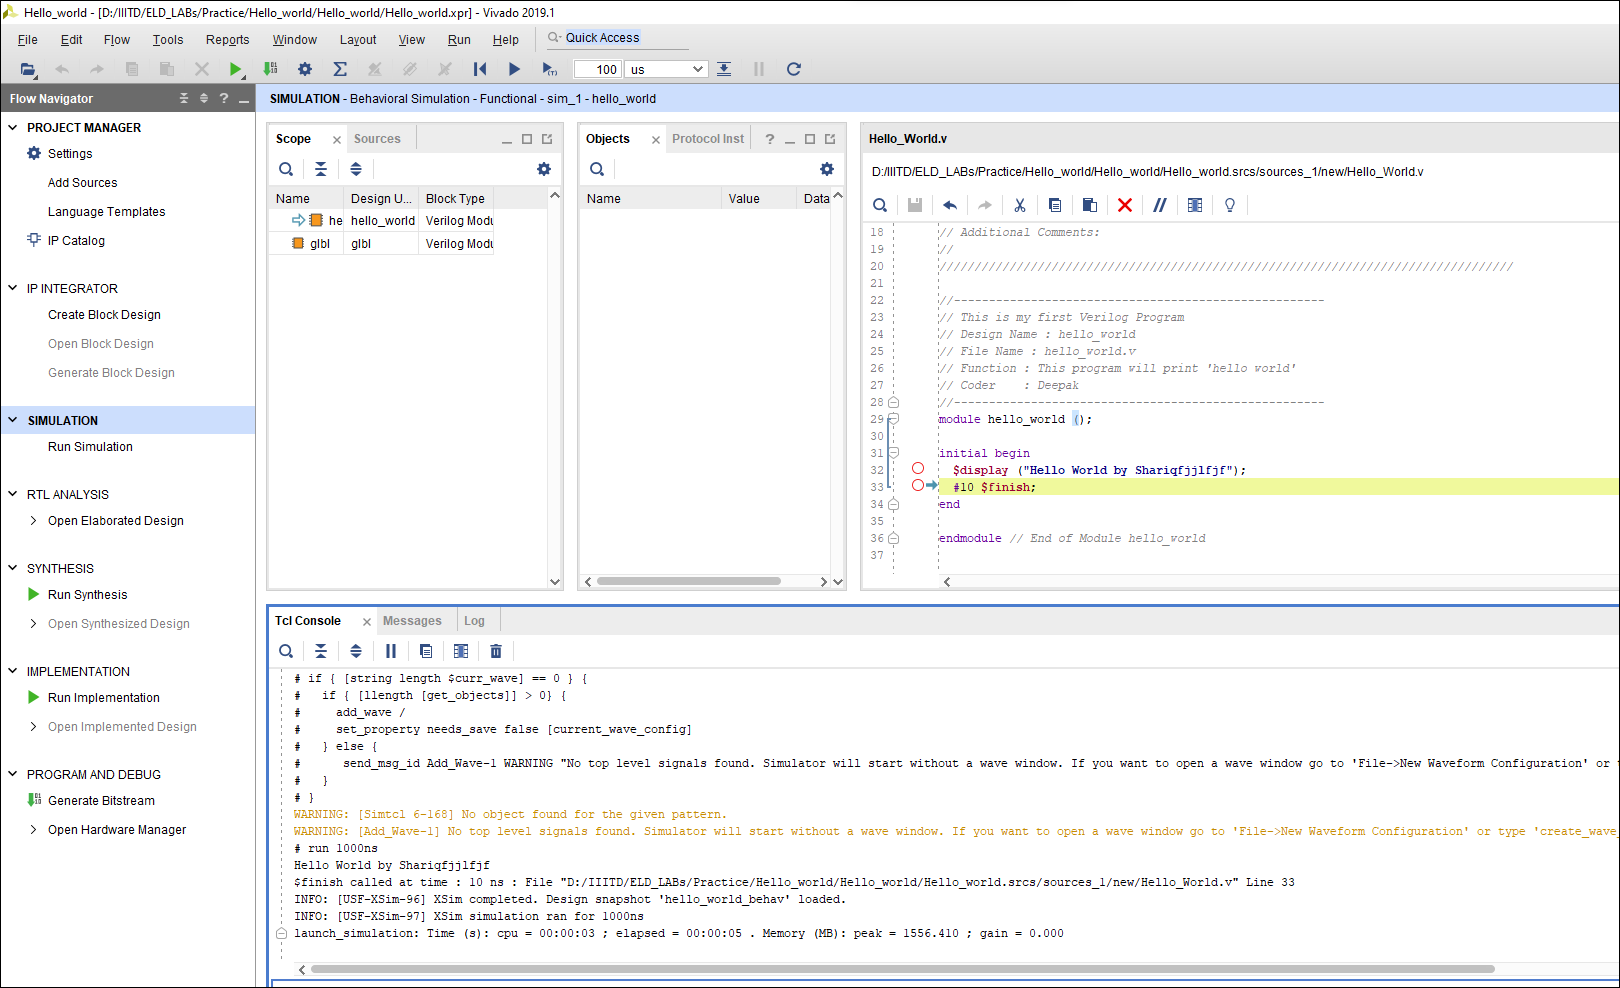 Hello_world - [D:/IIITD/ELD_LABs/Practice/Hello_world/Hello_world/Hello_world.xpr] - Vivado 2019.1
File Edit Flow Tools Reports Window Layout View Run Help Quick Access
100 us
Flow Navigator
PROJECT MANAGER
Settings
Add Sources
Language Templates
IP Catalog
IP INTEGRATOR
Create Block Design
Open Block Design
Generate Block Design
SIMULATION
Run Simulation
RTL ANALYSIS
Open Elaborated Design
SYNTHESIS
Run Synthesis
Open Synthesized Design
IMPLEMENTATION
Run Implementation
Open Implemented Design
PROGRAM AND DEBUG
Generate Bitstream
Open Hardware Manager
SIMULATION - Behavioral Simulation - Functional - sim_1 - hello_world
Scope Sources
Name Design U... Block Type
he hello_world Verilog Modu
glbl glbl Verilog Modu
Objects Protocol Inst
Name Value Data
Hello_World.v
D:/IIITD/ELD_LABs/Practice/Hello_world/Hello_world/Hello_world.srcs/sources_1/new/Hello_World.v
18 // Additional Comments:
19 //
20 //////////////////////////////////////////////////////////////////////////////////
21
22 //-----------------------------------------------------
23 // This is my first Verilog Program
24 // Design Name : hello_world
25 // File Name : hello_world.v
26 // Function : This program will print 'hello world'
27 // Coder    : Deepak
28 //-----------------------------------------------------
29 module hello_world ();
30
31 initial begin
32   $display ("Hello World by Shariqfjjlfjf");
33   #10 $finish;
34 end
35
36 endmodule // End of Module hello_world
37
Tcl Console Messages Log
# if { [string length $curr_wave] == 0 } {
#   if { [llength [get_objects]] > 0} {
#     add_wave /
#     set_property needs_save false [current_wave_config]
#   } else {
#      send_msg_id Add_Wave-1 WARNING "No top level signals found. Simulator will start without a wave window. If you want to open a wave window go to 'File->New Waveform Configuration' or t
#   }
# }
WARNING: [Simtcl 6-168] No object found for the given pattern.
WARNING: [Add_Wave-1] No top level signals found. Simulator will start without a wave window. If you want to open a wave window go to 'File->New Waveform Configuration' or type 'create_wave_
# run 1000ns
Hello World by Shariqfjjlfjf
$finish called at time : 10 ns : File "D:/IIITD/ELD_LABs/Practice/Hello_world/Hello_world/Hello_world.srcs/sources_1/new/Hello_World.v" Line 33
INFO: [USF-XSim-96] XSim completed. Design snapshot 'hello_world_behav' loaded.
INFO: [USF-XSim-97] XSim simulation ran for 1000ns
launch_simulation: Time (s): cpu = 00:00:03 ; elapsed = 00:00:05 . Memory (MB): peak = 1556.410 ; gain = 0.000